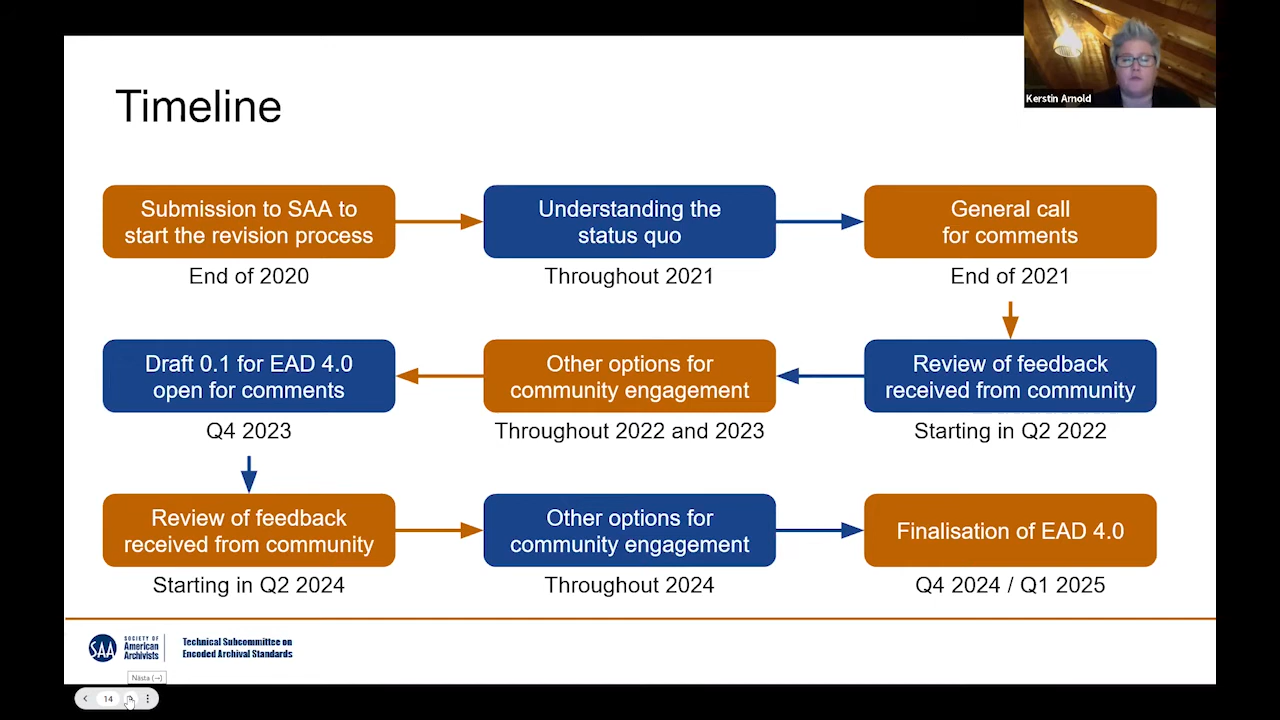 Kerstin Arnold
Timeline
Submission to SAA to
start the revision process
End of 2020
Understanding the
status quo
Throughout 2021
General call
for comments
End of 2021
Review of feedback
received from community
Starting in Q2 2022
Other options for
community engagement
Throughout 2022 and 2023
Draft 0.1 for EAD 4.0
open for comments
Q4 2023
Review of feedback
received from community
Starting in Q2 2024
Other options for
community engagement
Throughout 2024
Finalisation of EAD 4.0
Q4 2024 / Q1 2025
SAA
SOCIETY OF
American
Archivists
Technical Subcommittee on
Encoded Archival Standards
Nästa (→)
14